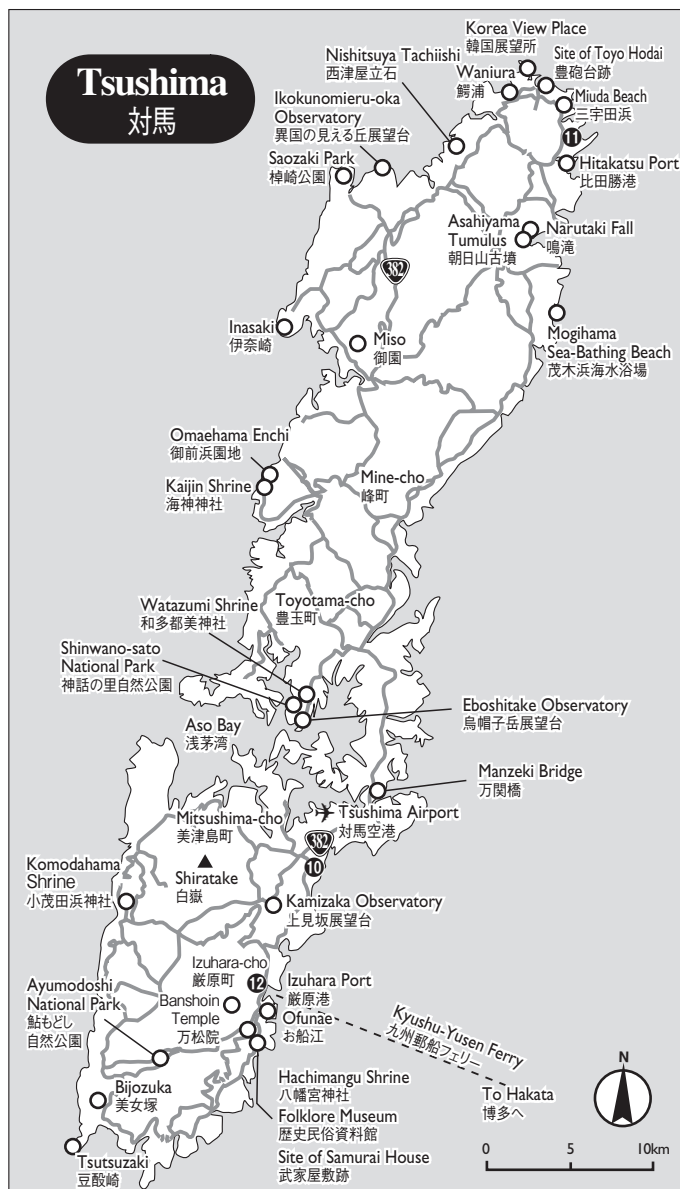 Tsushima
対馬
Korea View Place
韓国展望所
Nishitsuya Tachiishi
西津屋立石
Site of Toyo Hodai
豊砲台跡
Waniura
鰐浦
Miuda Beach
三宇田浜
Ikokunomieru-oka
Observatory
異国の見える丘展望台
11
Saozaki Park
棹崎公園
Hitakatsu Port
比田勝港
Asahiyama
Tumulus
朝日山古墳
Narutaki Fall
鳴滝
382
Inasaki
伊奈崎
Miso
御園
Mogihama
Sea-Bathing Beach
茂木浜海水浴場
Omaehama Enchi
御前浜園地
Kaijin Shrine
海神神社
Mine-cho
峰町
Watazumi Shrine
和多都美神社
Toyotama-cho
豊玉町
Shinwano-sato
National Park
神話の里自然公園
Eboshitake Observatory
烏帽子岳展望台
Aso Bay
浅茅湾
Manzeki Bridge
万関橋
Mitsushima-cho
美津島町
Tsushima Airport
対馬空港
382
10
Komodahama
Shrine
小茂田浜神社
Shiratake
白嶽
Kamizaka Observatory
上見坂展望台
Izuhara-cho
厳原町
12
Izuhara Port
厳原港
Ayumodoshi
National Park
鮎もどし
自然公園
Banshoin
Temple
万松院
Ofunae
お船江
Kyushu-Yusen Ferry
九州郵船フェリー
To Hakata
博多へ
Bijozuka
美女塚
Hachimangu Shrine
八幡宮神社
Folklore Museum
歴史民俗資料館
Site of Samurai House
武家屋敷跡
Tsutsuzaki
豆酘崎
N
0 5 10km